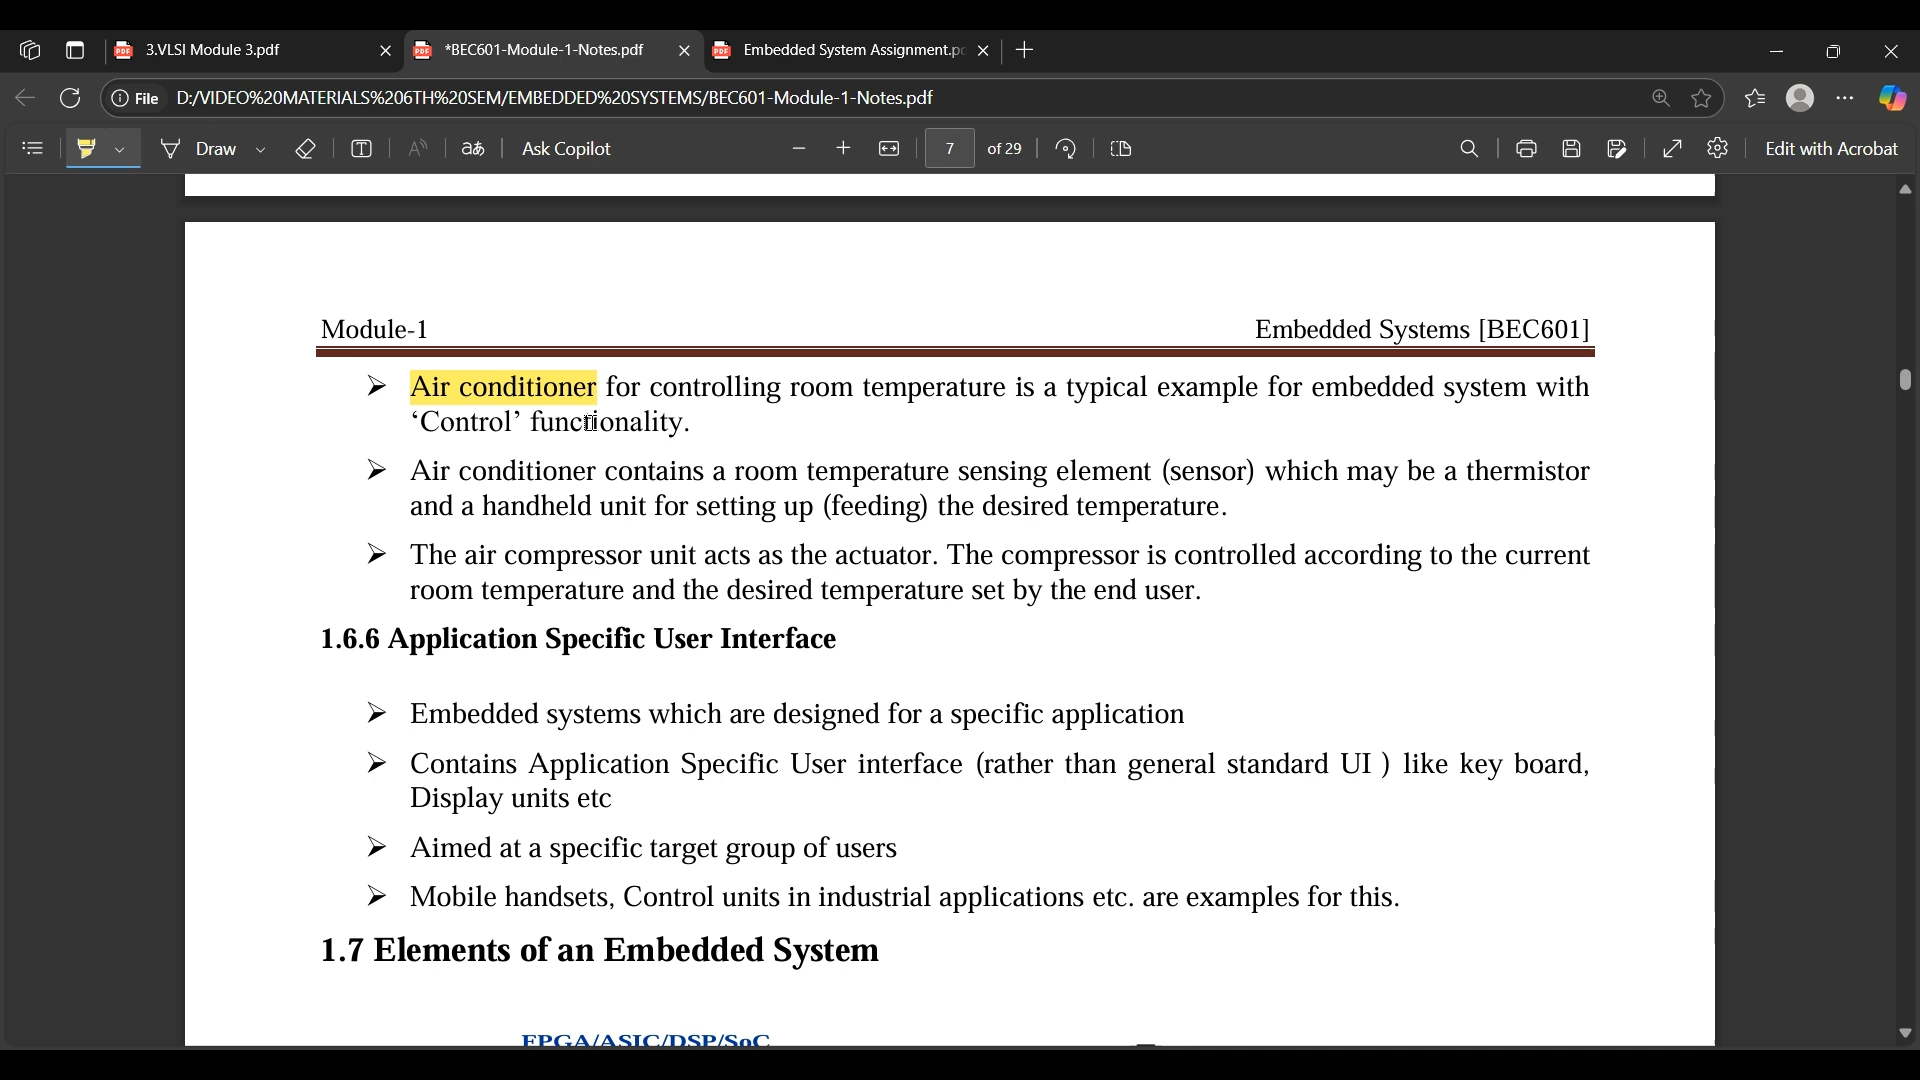 3.VLSI Module 3.pdf
*BEC601-Module-1-Notes.pdf
Embedded System Assignment.p
File D:/VIDEO%20MATERIALS%206TH%20SEM/EMBEDDED%20SYSTEMS/BEC601-Module-1-Notes.pdf
Draw
aあ
Ask Copilot
7 of 29
Edit with Acrobat
Module-1 Embedded Systems [BEC601]
➢ Air conditioner for controlling room temperature is a typical example for embedded system with
‘Control’ functionality.
➢ Air conditioner contains a room temperature sensing element (sensor) which may be a thermistor
and a handheld unit for setting up (feeding) the desired temperature.
➢ The air compressor unit acts as the actuator. The compressor is controlled according to the current
room temperature and the desired temperature set by the end user.
1.6.6 Application Specific User Interface
➢ Embedded systems which are designed for a specific application
➢ Contains Application Specific User interface (rather than general standard UI ) like key board,
Display units etc
➢ Aimed at a specific target group of users
➢ Mobile handsets, Control units in industrial applications etc. are examples for this.
1.7 Elements of an Embedded System
FPGA/ASIC/DSP/SoC